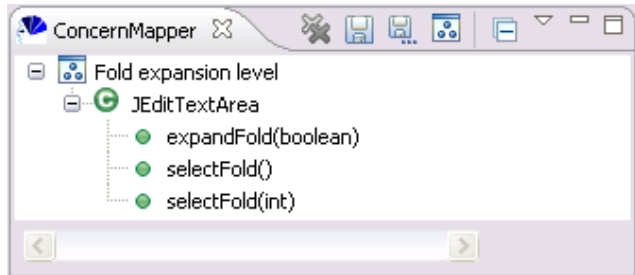 ConcernMapper
Fold expansion level
JEditTextArea
expandFold(boolean)
selectFold()
selectFold(int)